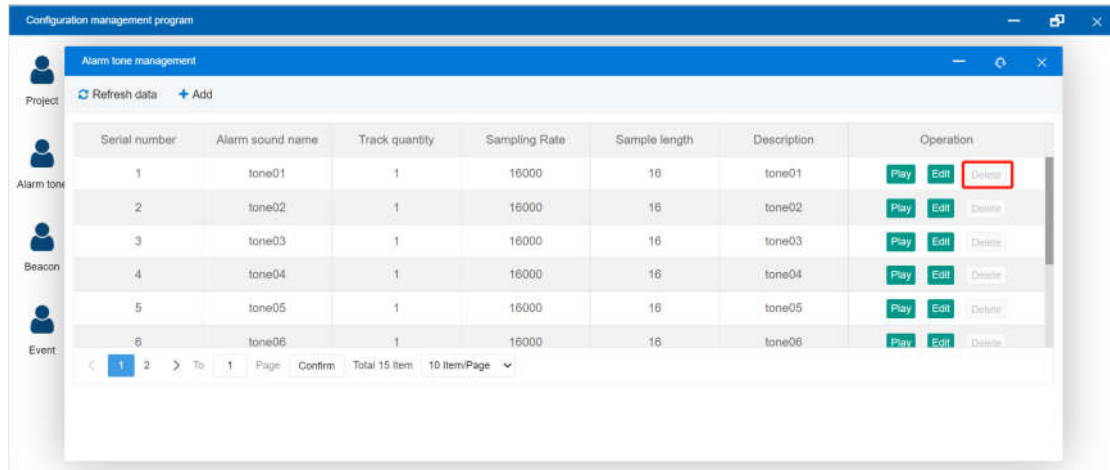 Configuration management program
Alarm tone management
Project
Refresh data + Add
Serial number Alarm sound name Track quantity Sampling Rate Sample length Description Operation
1 tone01 1 16000 16 tone01 Play Edit Delete
Alarm tone
2 tone02 1 16000 16 tone02 Play Edit Delete
3 tone03 1 16000 16 tone03 Play Edit Delete
Beacon
4 tone04 1 16000 16 tone04 Play Edit Delete
5 tone05 1 16000 16 tone05 Play Edit Delete
6 tone06 1 16000 16 tone06 Play Edit Delete
Event
1 2 To 1 Page Confirm Total 15 Item 10 Item/Page